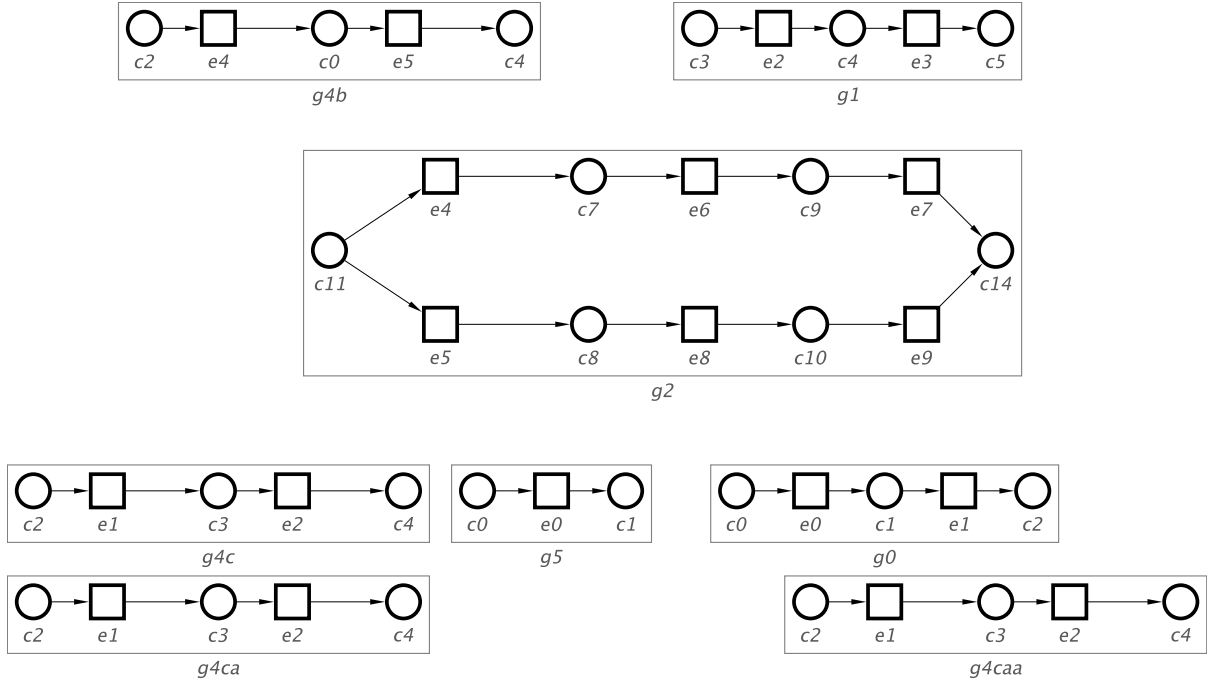 c2 e4 c0 e5 c4
g4b
c3 e2 c4 e3 c5
g1
e4 c7 e6 c9 e7
c11 c14
e5 c8 e8 c10 e9
g2
c2 e1 c3 e2 c4
g4c
c0 e0 c1
g5
c0 e0 c1 e1 c2
g0
c2 e1 c3 e2 c4
g4ca
c2 e1 c3 e2 c4
g4caa